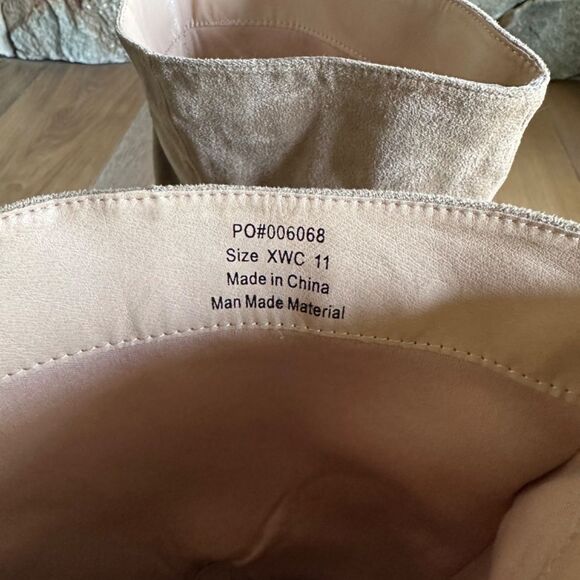 PO#006068
Size XWC 11
Made in China
Man Made Material